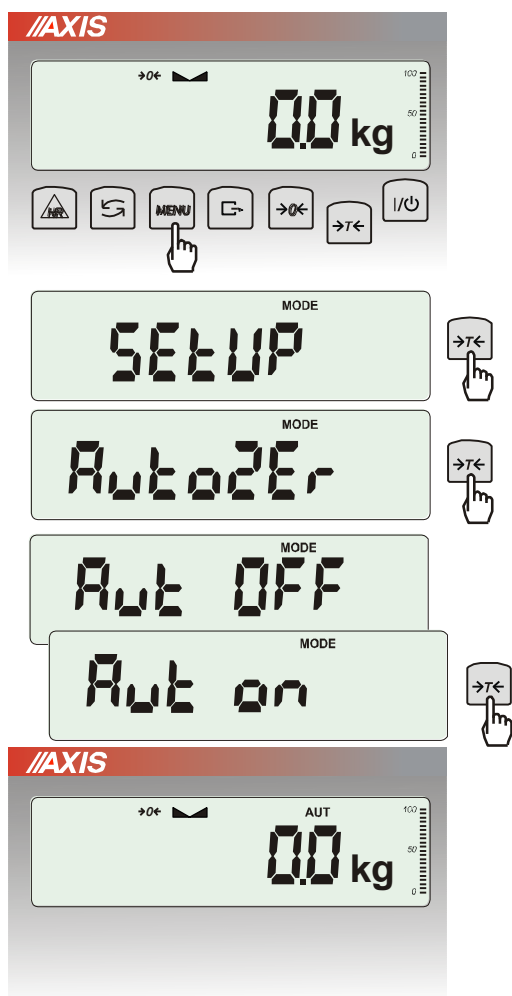 //AXIS
→0← 100
50
0.0 kg
0
HR MENU →0← →T← I/⏻
MODE
SEtUP →T←
MODE
AutoZEr →T←
MODE
Aut OFF
MODE
Aut on →T←
//AXIS
→0← AUT 100
50
0.0 kg
0